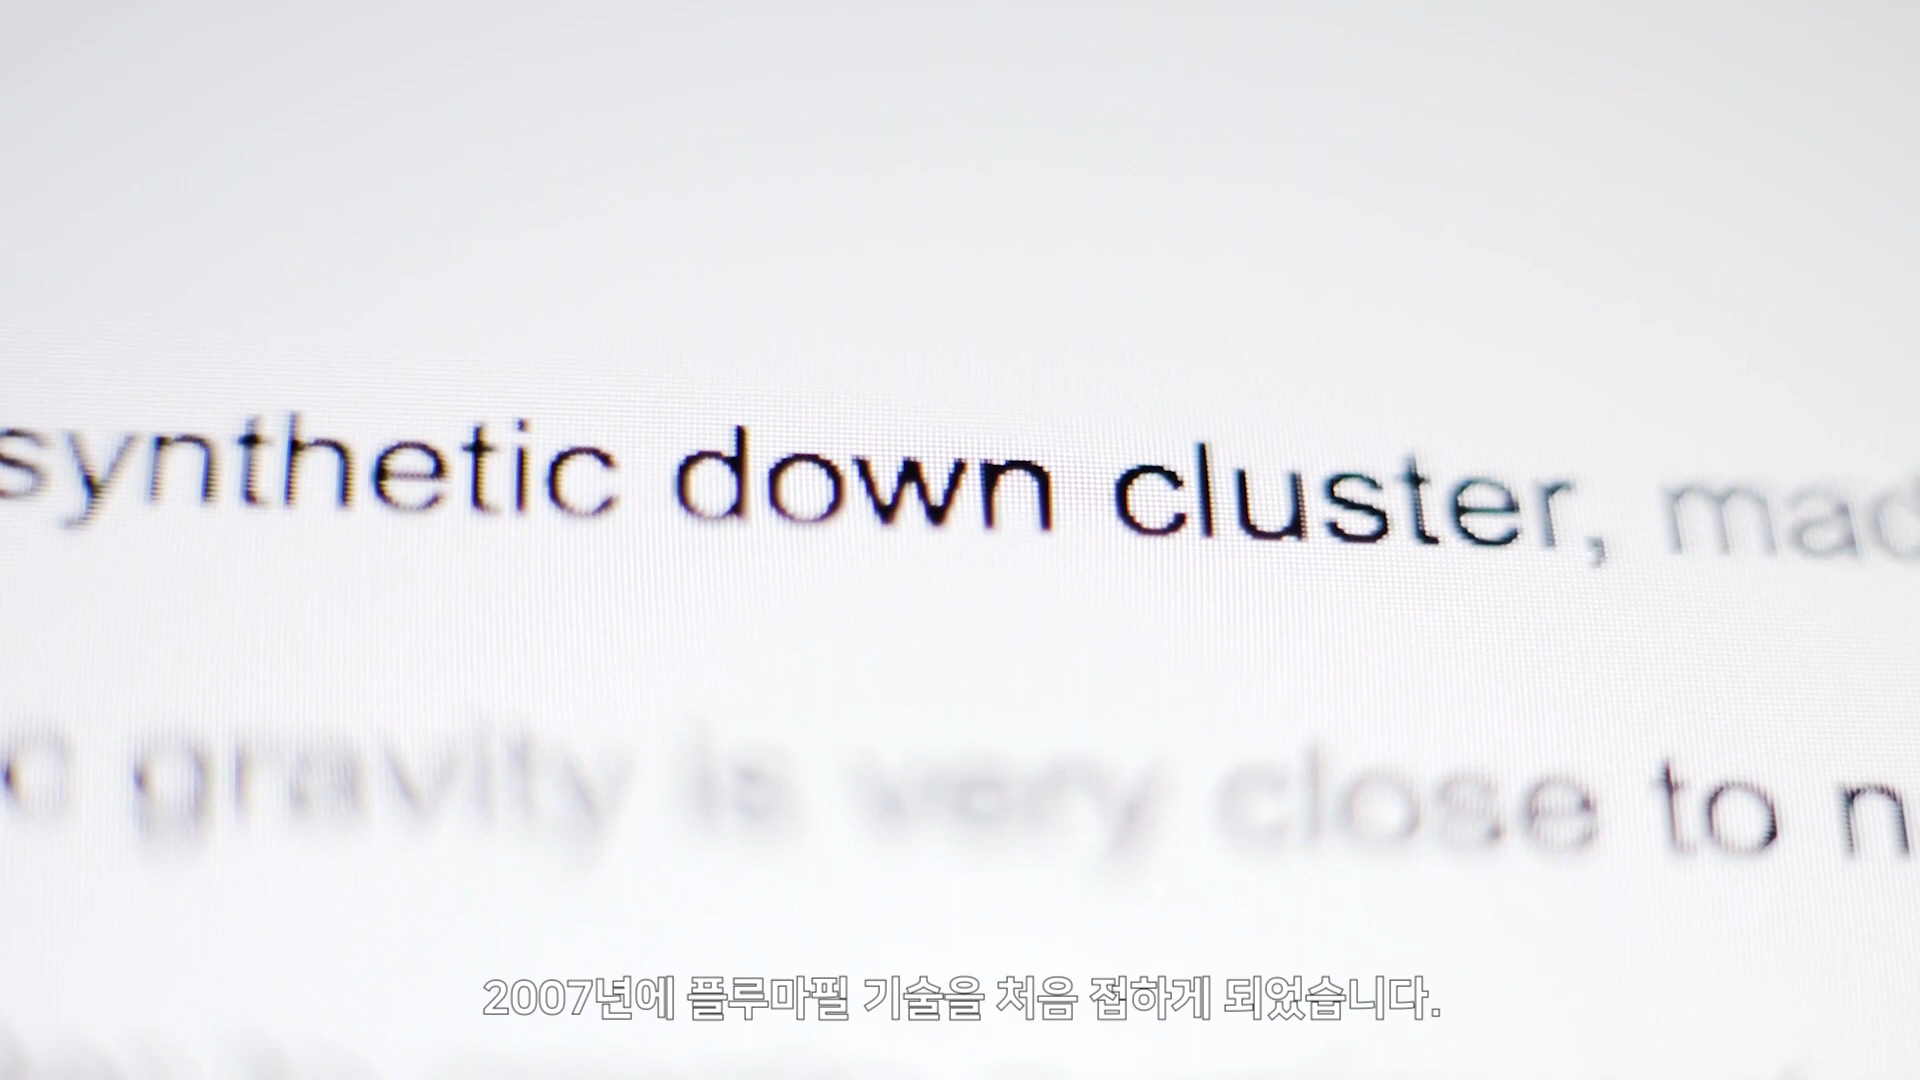 synthetic down cluster, mad
c gravity is very close to n
2007년에 플루마필 기술을 처음 접하게 되었습니다.